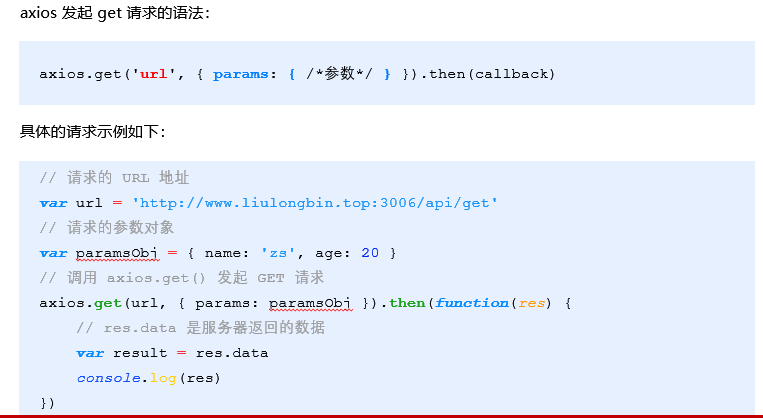 axios 发起 get 请求的语法：
axios.get('url', { params: { /*参数*/ } }).then(callback)
具体的请求示例如下：
// 请求的 URL 地址
var url = 'http://www.liulongbin.top:3006/api/get'
// 请求的参数对象
var paramsObj = { name: 'zs', age: 20 }
// 调用 axios.get() 发起 GET 请求
axios.get(url, { params: paramsObj }).then(function(res) {
// res.data 是服务器返回的数据
var result = res.data
console.log(res)
})